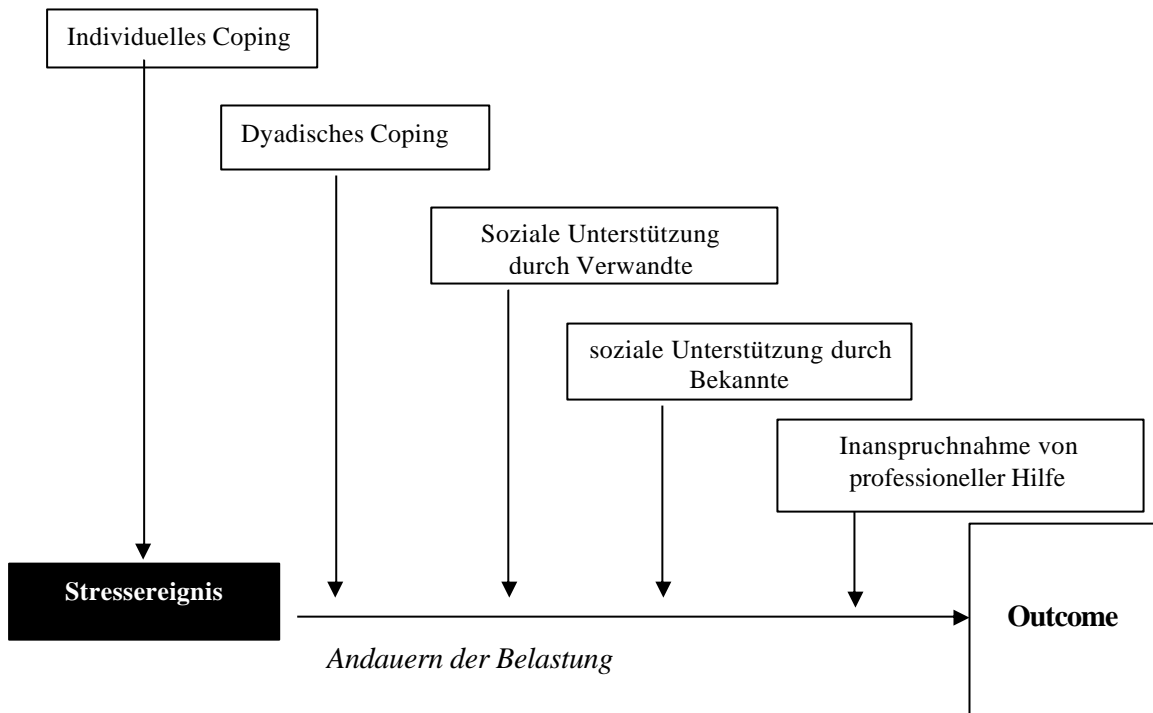 Individuelles Coping
Dyadisches Coping
Soziale Unterstützung
durch Verwandte
soziale Unterstützung durch
Bekannte
Inanspruchnahme von
professioneller Hilfe
Stressereignis
Outcome
Andauern der Belastung